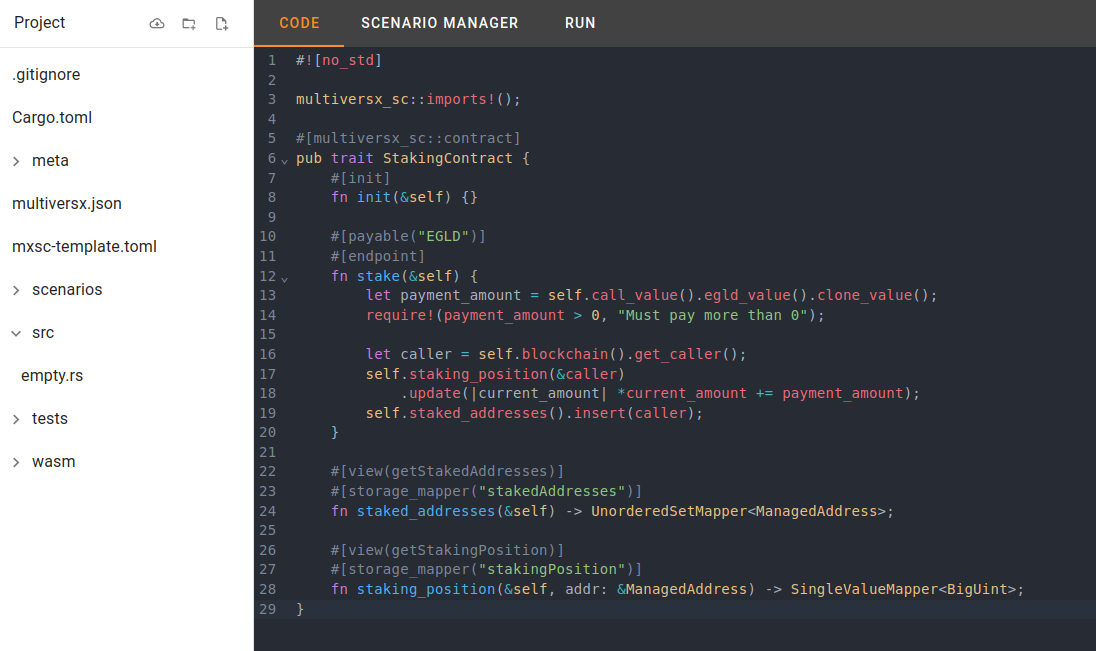 Project
CODE
SCENARIO MANAGER
RUN
.gitignore
Cargo.toml
meta
multiversx.json
mxsc-template.toml
scenarios
src
empty.rs
tests
wasm
1 #![no_std]
2
3 multiversx_sc::imports!();
4
5 #[multiversx_sc::contract]
6 pub trait StakingContract {
7     #[init]
8     fn init(&self) {}
9
10     #[payable("EGLD")]
11     #[endpoint]
12     fn stake(&self) {
13         let payment_amount = self.call_value().egld_value().clone_value();
14         require!(payment_amount > 0, "Must pay more than 0");
15
16         let caller = self.blockchain().get_caller();
17         self.staking_position(&caller)
18             .update(|current_amount| *current_amount += payment_amount);
19         self.staked_addresses().insert(caller);
20     }
21
22     #[view(getStakedAddresses)]
23     #[storage_mapper("stakedAddresses")]
24     fn staked_addresses(&self) -> UnorderedSetMapper<ManagedAddress>;
25
26     #[view(getStakingPosition)]
27     #[storage_mapper("stakingPosition")]
28     fn staking_position(&self, addr: &ManagedAddress) -> SingleValueMapper<BigUint>;
29 }